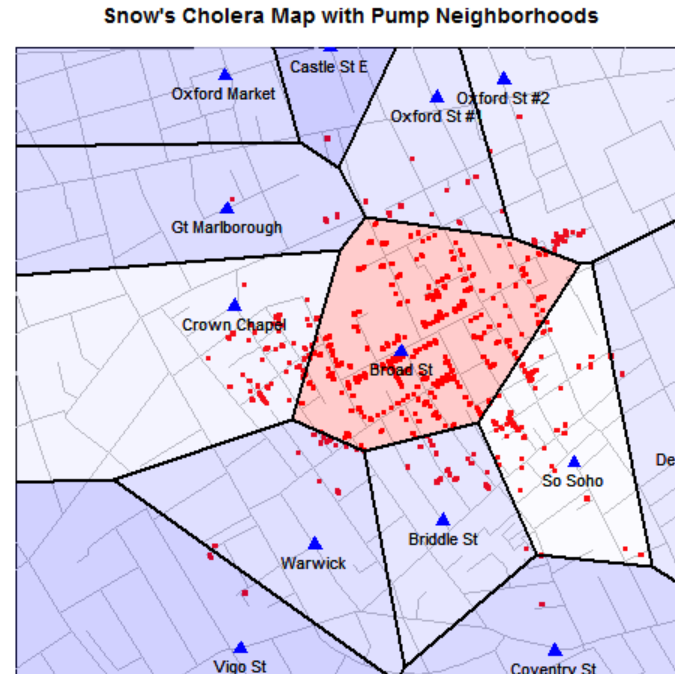 Snow's Cholera Map with Pump Neighborhoods
Castle St E
Oxford Market
Oxford St #1
Oxford St #2
Gt Marlborough
Crown Chapel
Broad St
So Soho
De
Briddle St
Warwick
Vigo St
Coventry St